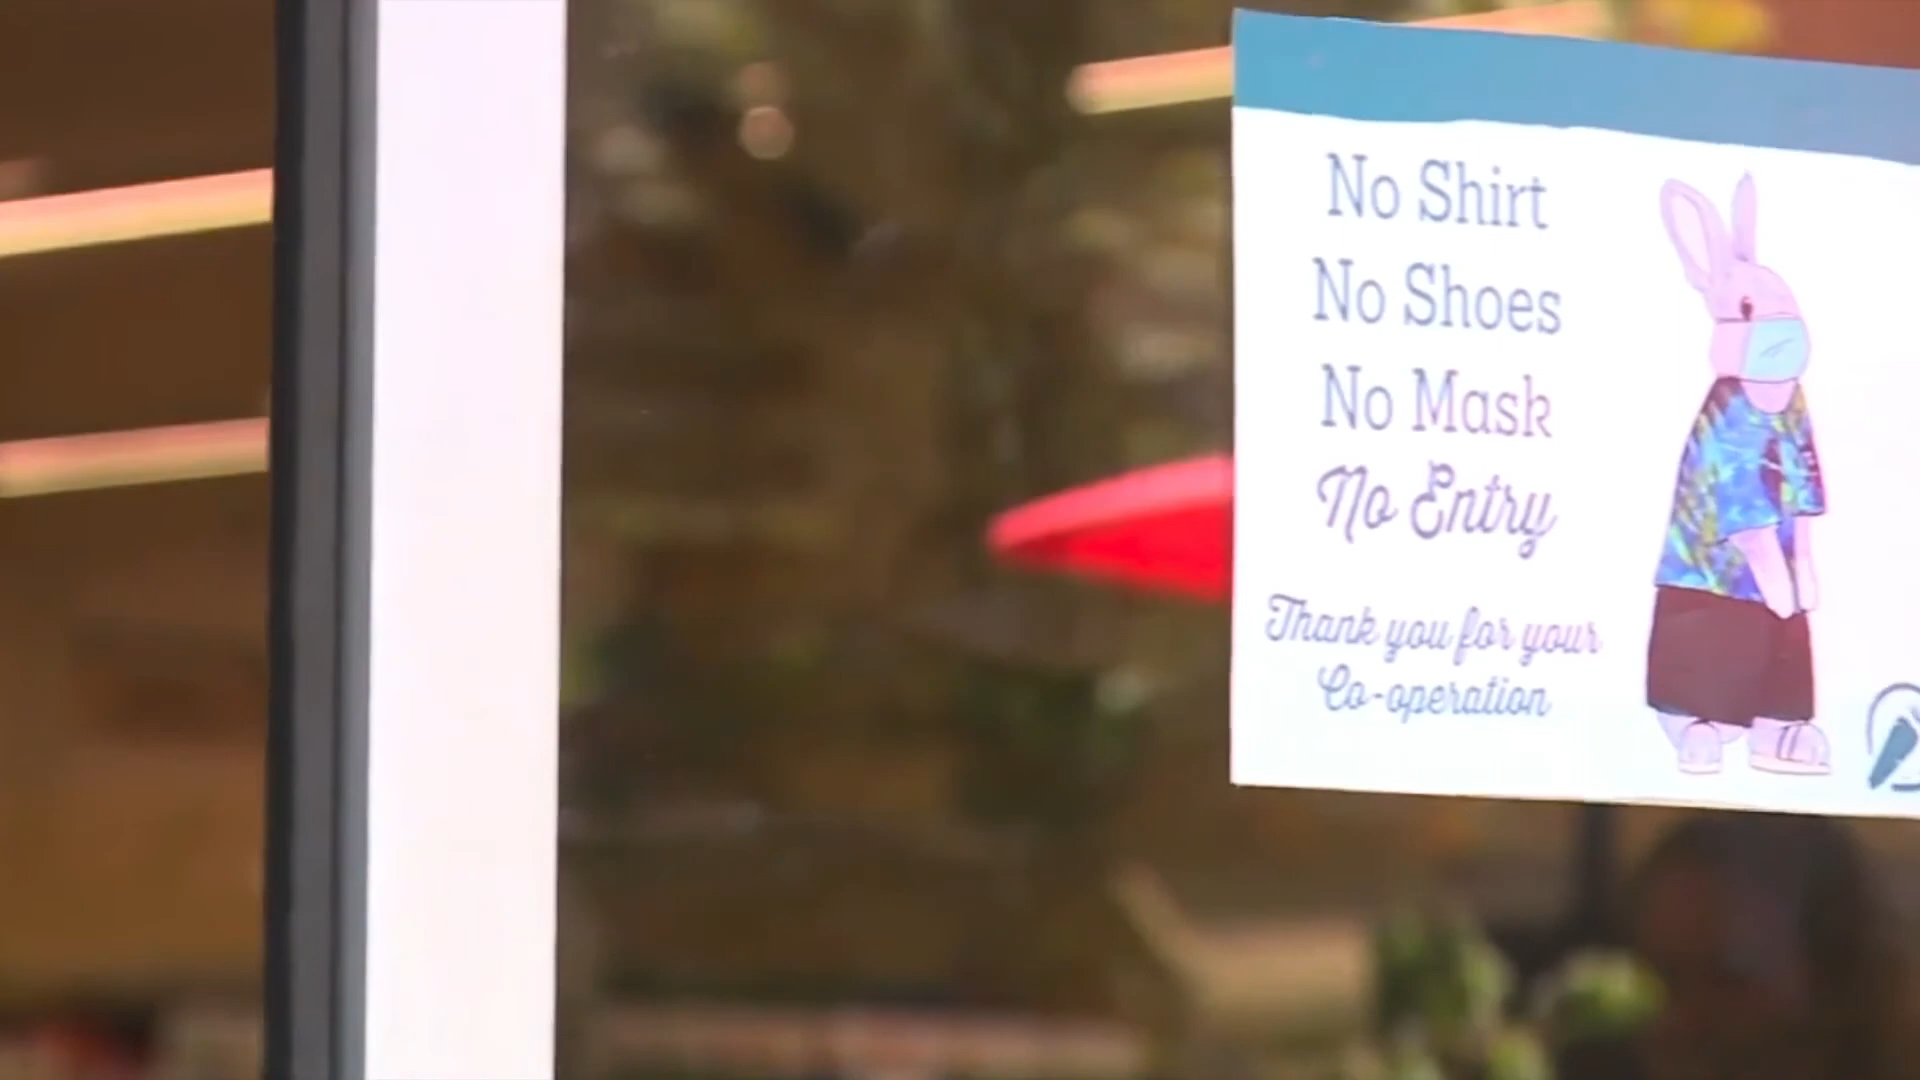 No Shirt
No Shoes
No Mask
No Entry
Thank you for your
Co-operation